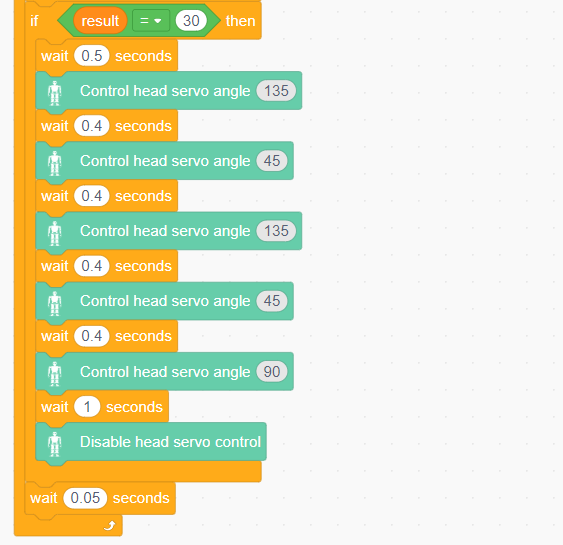 if result = 30 then
wait 0.5 seconds
Control head servo angle 135
wait 0.4 seconds
Control head servo angle 45
wait 0.4 seconds
Control head servo angle 135
wait 0.4 seconds
Control head servo angle 45
wait 0.4 seconds
Control head servo angle 90
wait 1 seconds
Disable head servo control
wait 0.05 seconds